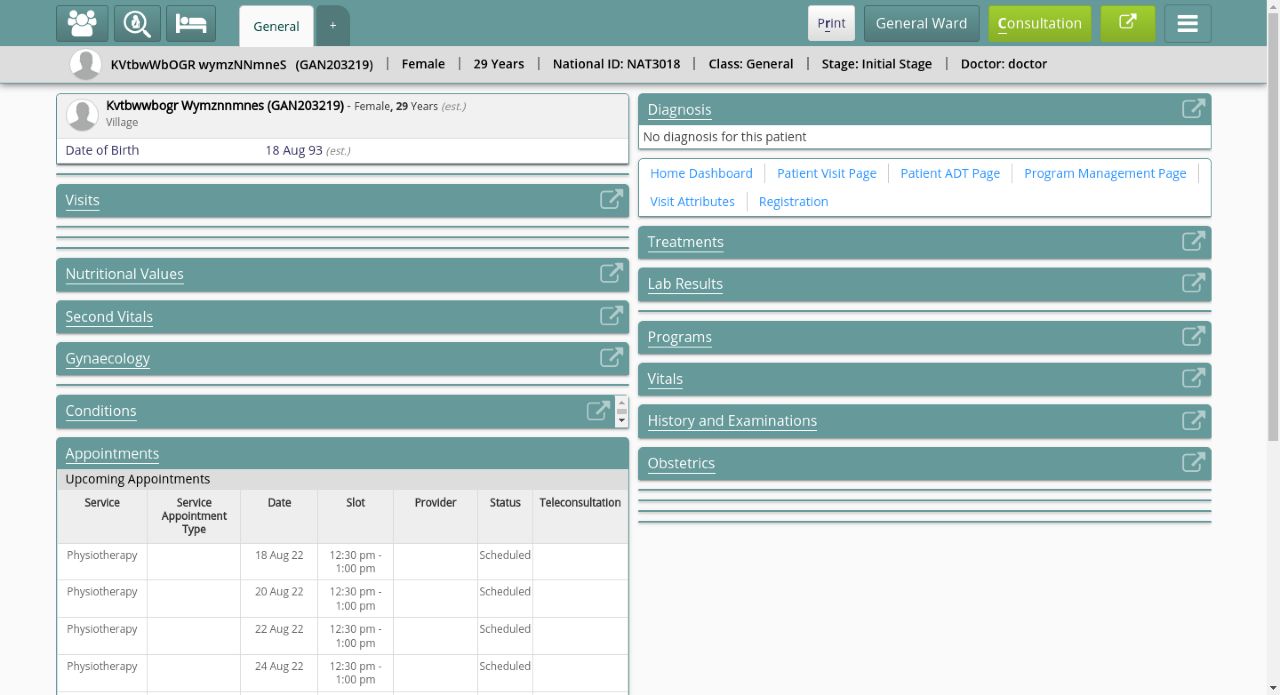 General
+
Print
General Ward
Consultation
KVtbwWbOGR wymzNNmneS (GAN203219) | Female | 29 Years | National ID: NAT3018 | Class: General | Stage: Initial Stage | Doctor: doctor
Kvtbwwbogr Wymznnmnes (GAN203219) - Female, 29 Years (est.)
Village
Date of Birth 18 Aug 93 (est.)
Visits
Nutritional Values
Second Vitals
Gynaecology
Conditions
Appointments
Upcoming Appointments
Service Service Appointment Type Date Slot Provider Status Teleconsultation
Physiotherapy 18 Aug 22 12:30 pm - 1:00 pm Scheduled
Physiotherapy 20 Aug 22 12:30 pm - 1:00 pm Scheduled
Physiotherapy 22 Aug 22 12:30 pm - 1:00 pm Scheduled
Physiotherapy 24 Aug 22 12:30 pm - 1:00 pm Scheduled
Diagnosis
No diagnosis for this patient
Home Dashboard Patient Visit Page Patient ADT Page Program Management Page
Visit Attributes Registration
Treatments
Lab Results
Programs
Vitals
History and Examinations
Obstetrics